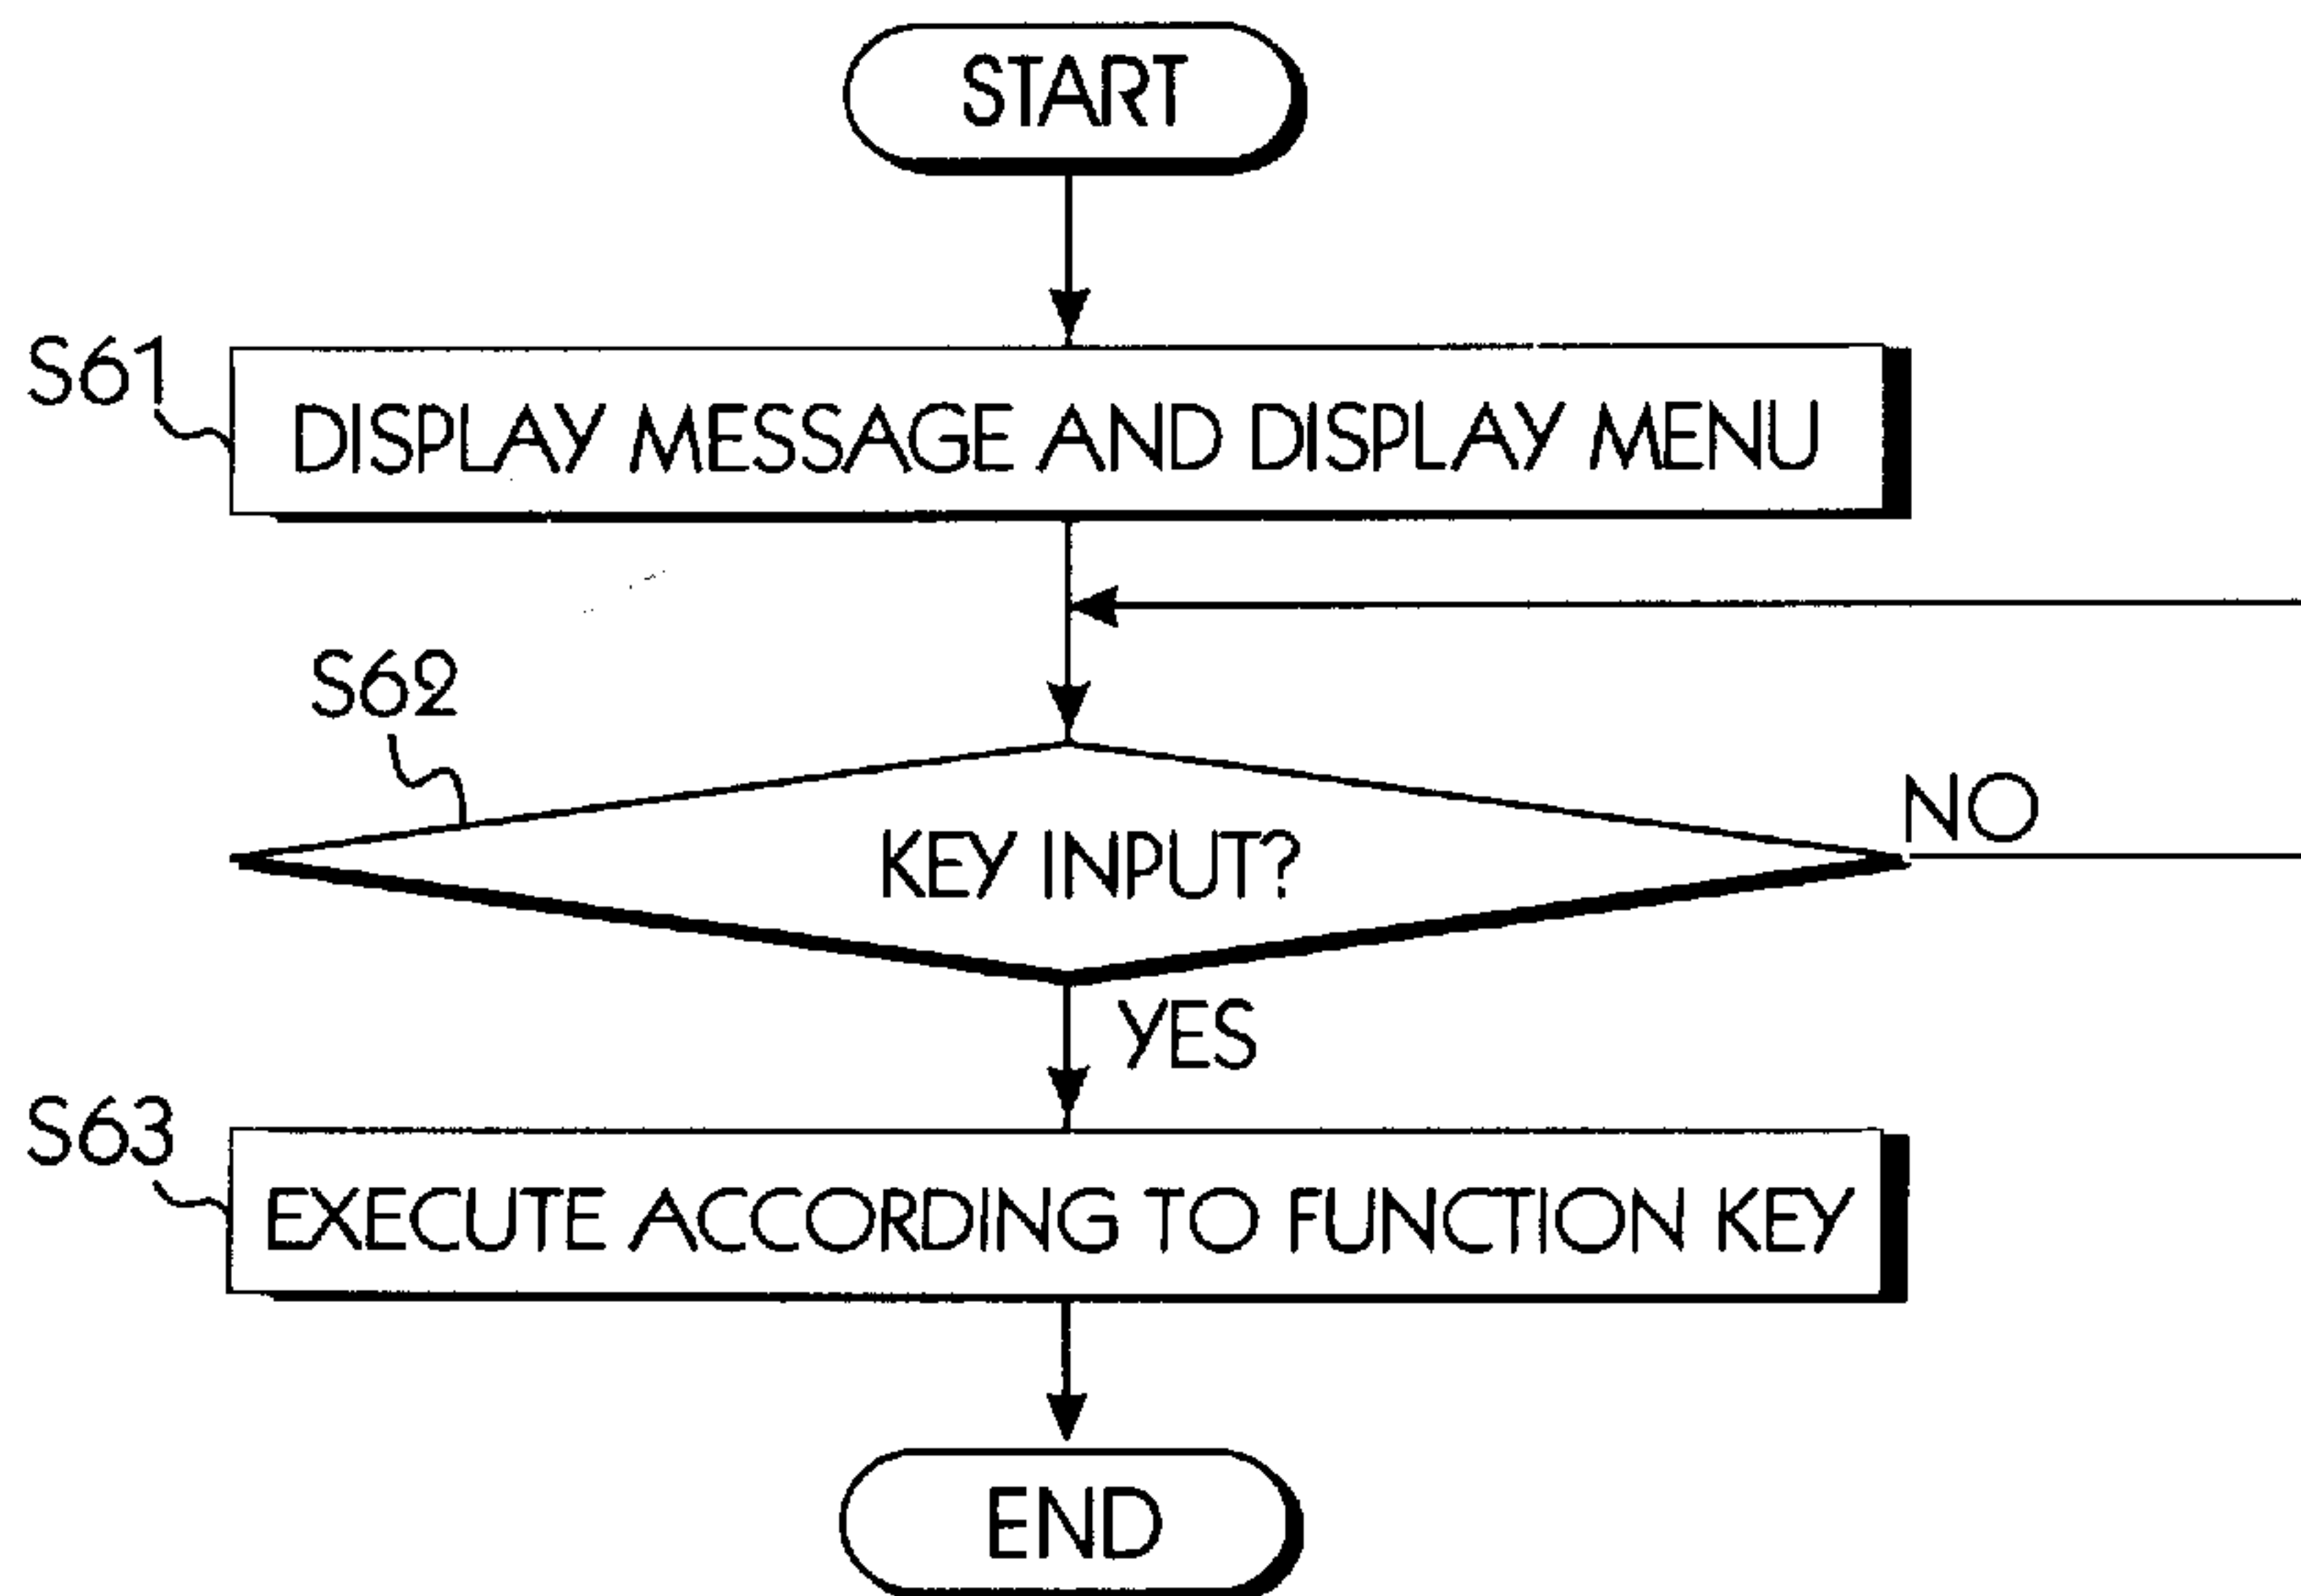 START
S61
DISPLAY MESSAGE AND DISPLAY MENU
S62
KEY INPUT?
NO
YES
S63
EXECUTE ACCORDING TO FUNCTION KEY
END